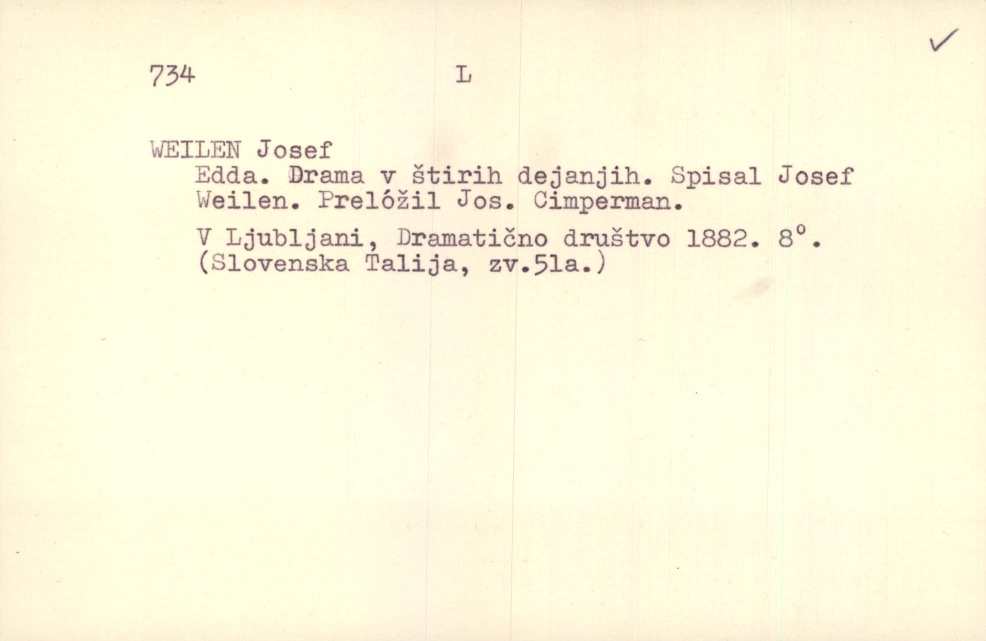 734 L
WEILEN Josef
Edda. Drama v štirih dejanjih. Spisal Josef
Weilen. Prelóžil Jos. Cimperman.
V Ljubljani, Dramatično društvo 1882. 8°.
(Slovenska Talija, zv.51a.)